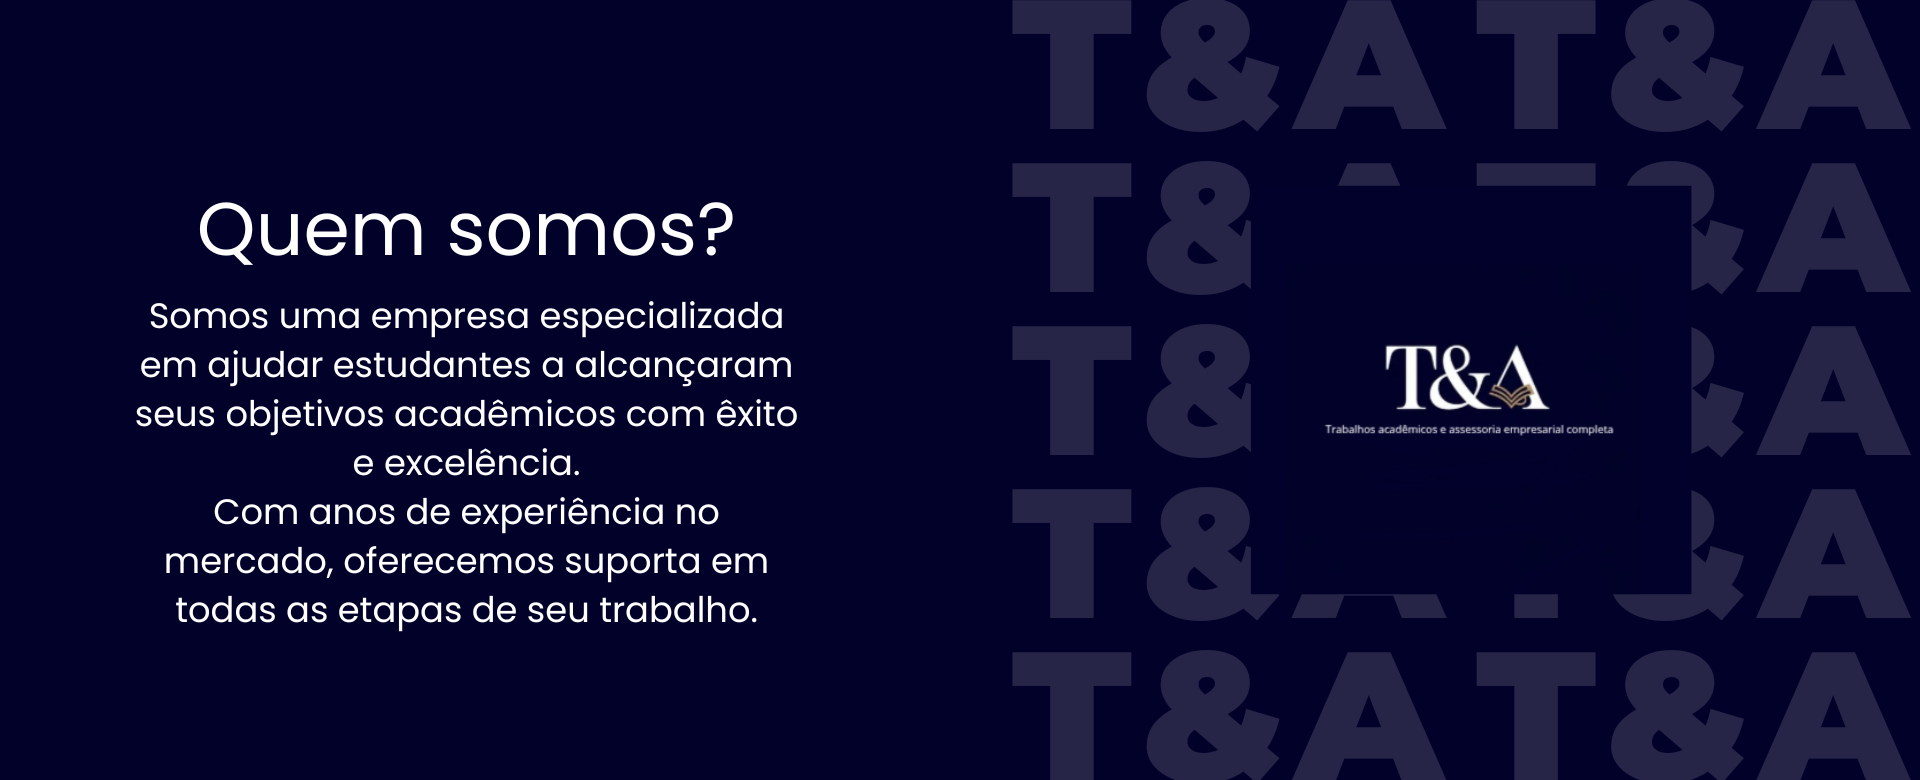 T&A T&A
T& T&A
T& A
T& A
T&A T&A
Quem somos?
Somos uma empresa especializada
em ajudar estudantes a alcançaram
seus objetivos acadêmicos com êxito
e excelência.
Com anos de experiência no
mercado, oferecemos suporta em
todas as etapas de seu trabalho.
T&A
Trabalhos acadêmicos e assessoria empresarial completa